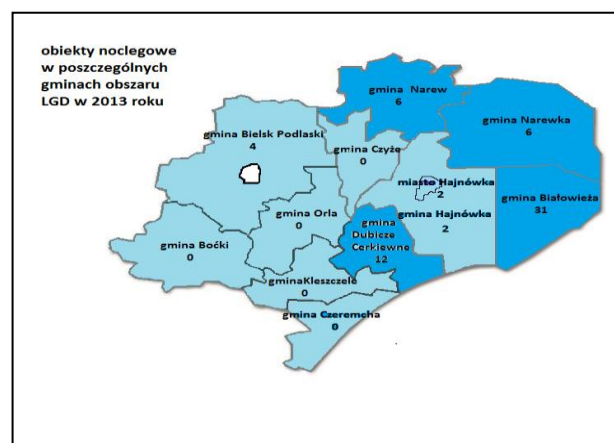 obiekty noclegowe
w poszczególnych
gminach obszaru
LGD w 2013 roku
gmina Narew
6
gmina Narewka
6
gmina Bielsk Podlaski
4
gmina Czyże
0
miasto Hajnówka
2
gmina Białowieża
31
gmina Orla
0
gmina Hajnówka
2
gmina
Dubicze
Cerkiewne
12
gmina Boćki
0
gminaKleszczele
0
gmina Czeremcha
0